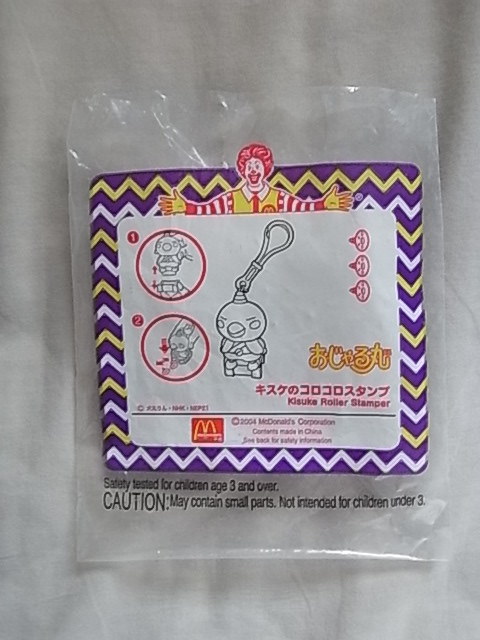 ®
1
2
おじゃる丸
キスケのコロコロスタンプ
Kisuke Roller Stamper
© 犬丸りん・NHK・NEP21
©2004 McDonald's Corporation
Contents made in China
See back for safety information
Safety tested for children age 3 and over.
CAUTION:May contain small parts. Not intended for children under 3.